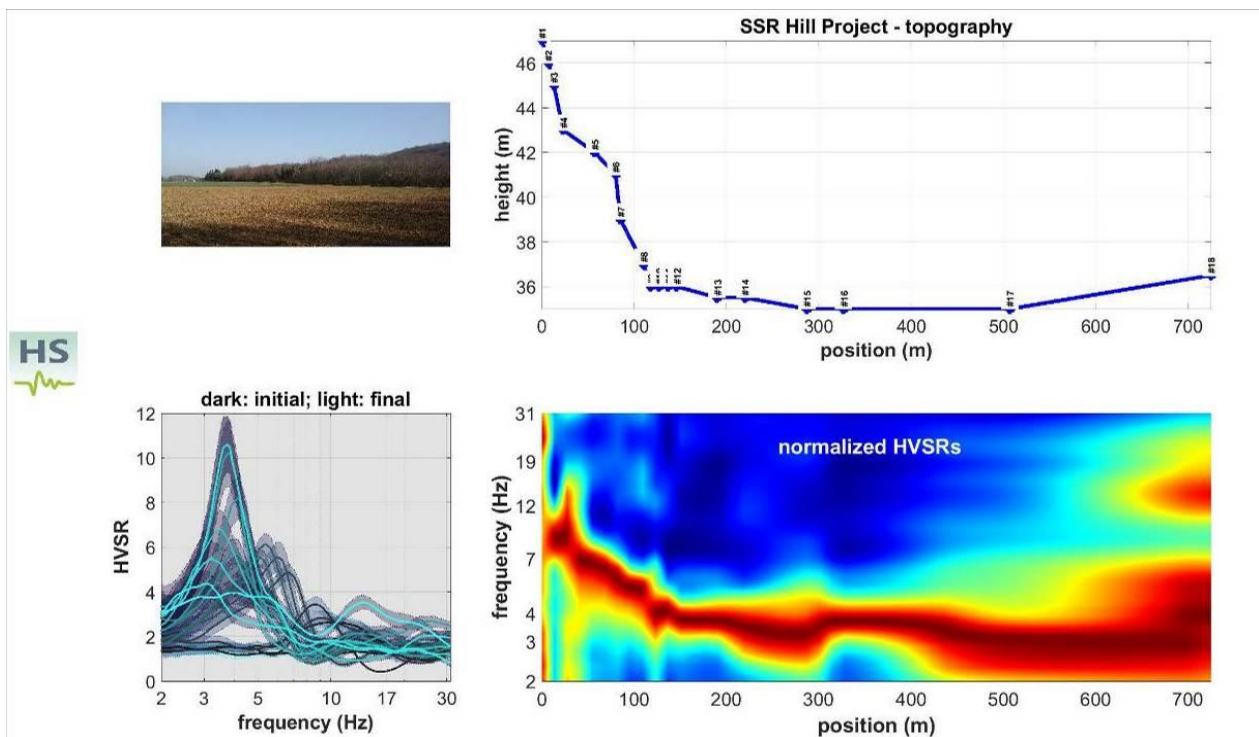 SSR Hill Project - topography
46
44
42
40
38
36
height (m)
#1
#2
#3
#4
#5
#6
#7
#8
#12
#13
#14
#15
#16
#17
#18
0 100 200 300 400 500 600 700
position (m)
HS
dark: initial; light: final
12
10
8
6
4
2
0
HVSR
2 3 5 10 17 30
frequency (Hz)
normalized HVSRs
31
19
12
7
4
3
2
frequency (Hz)
0 100 200 300 400 500 600 700
position (m)